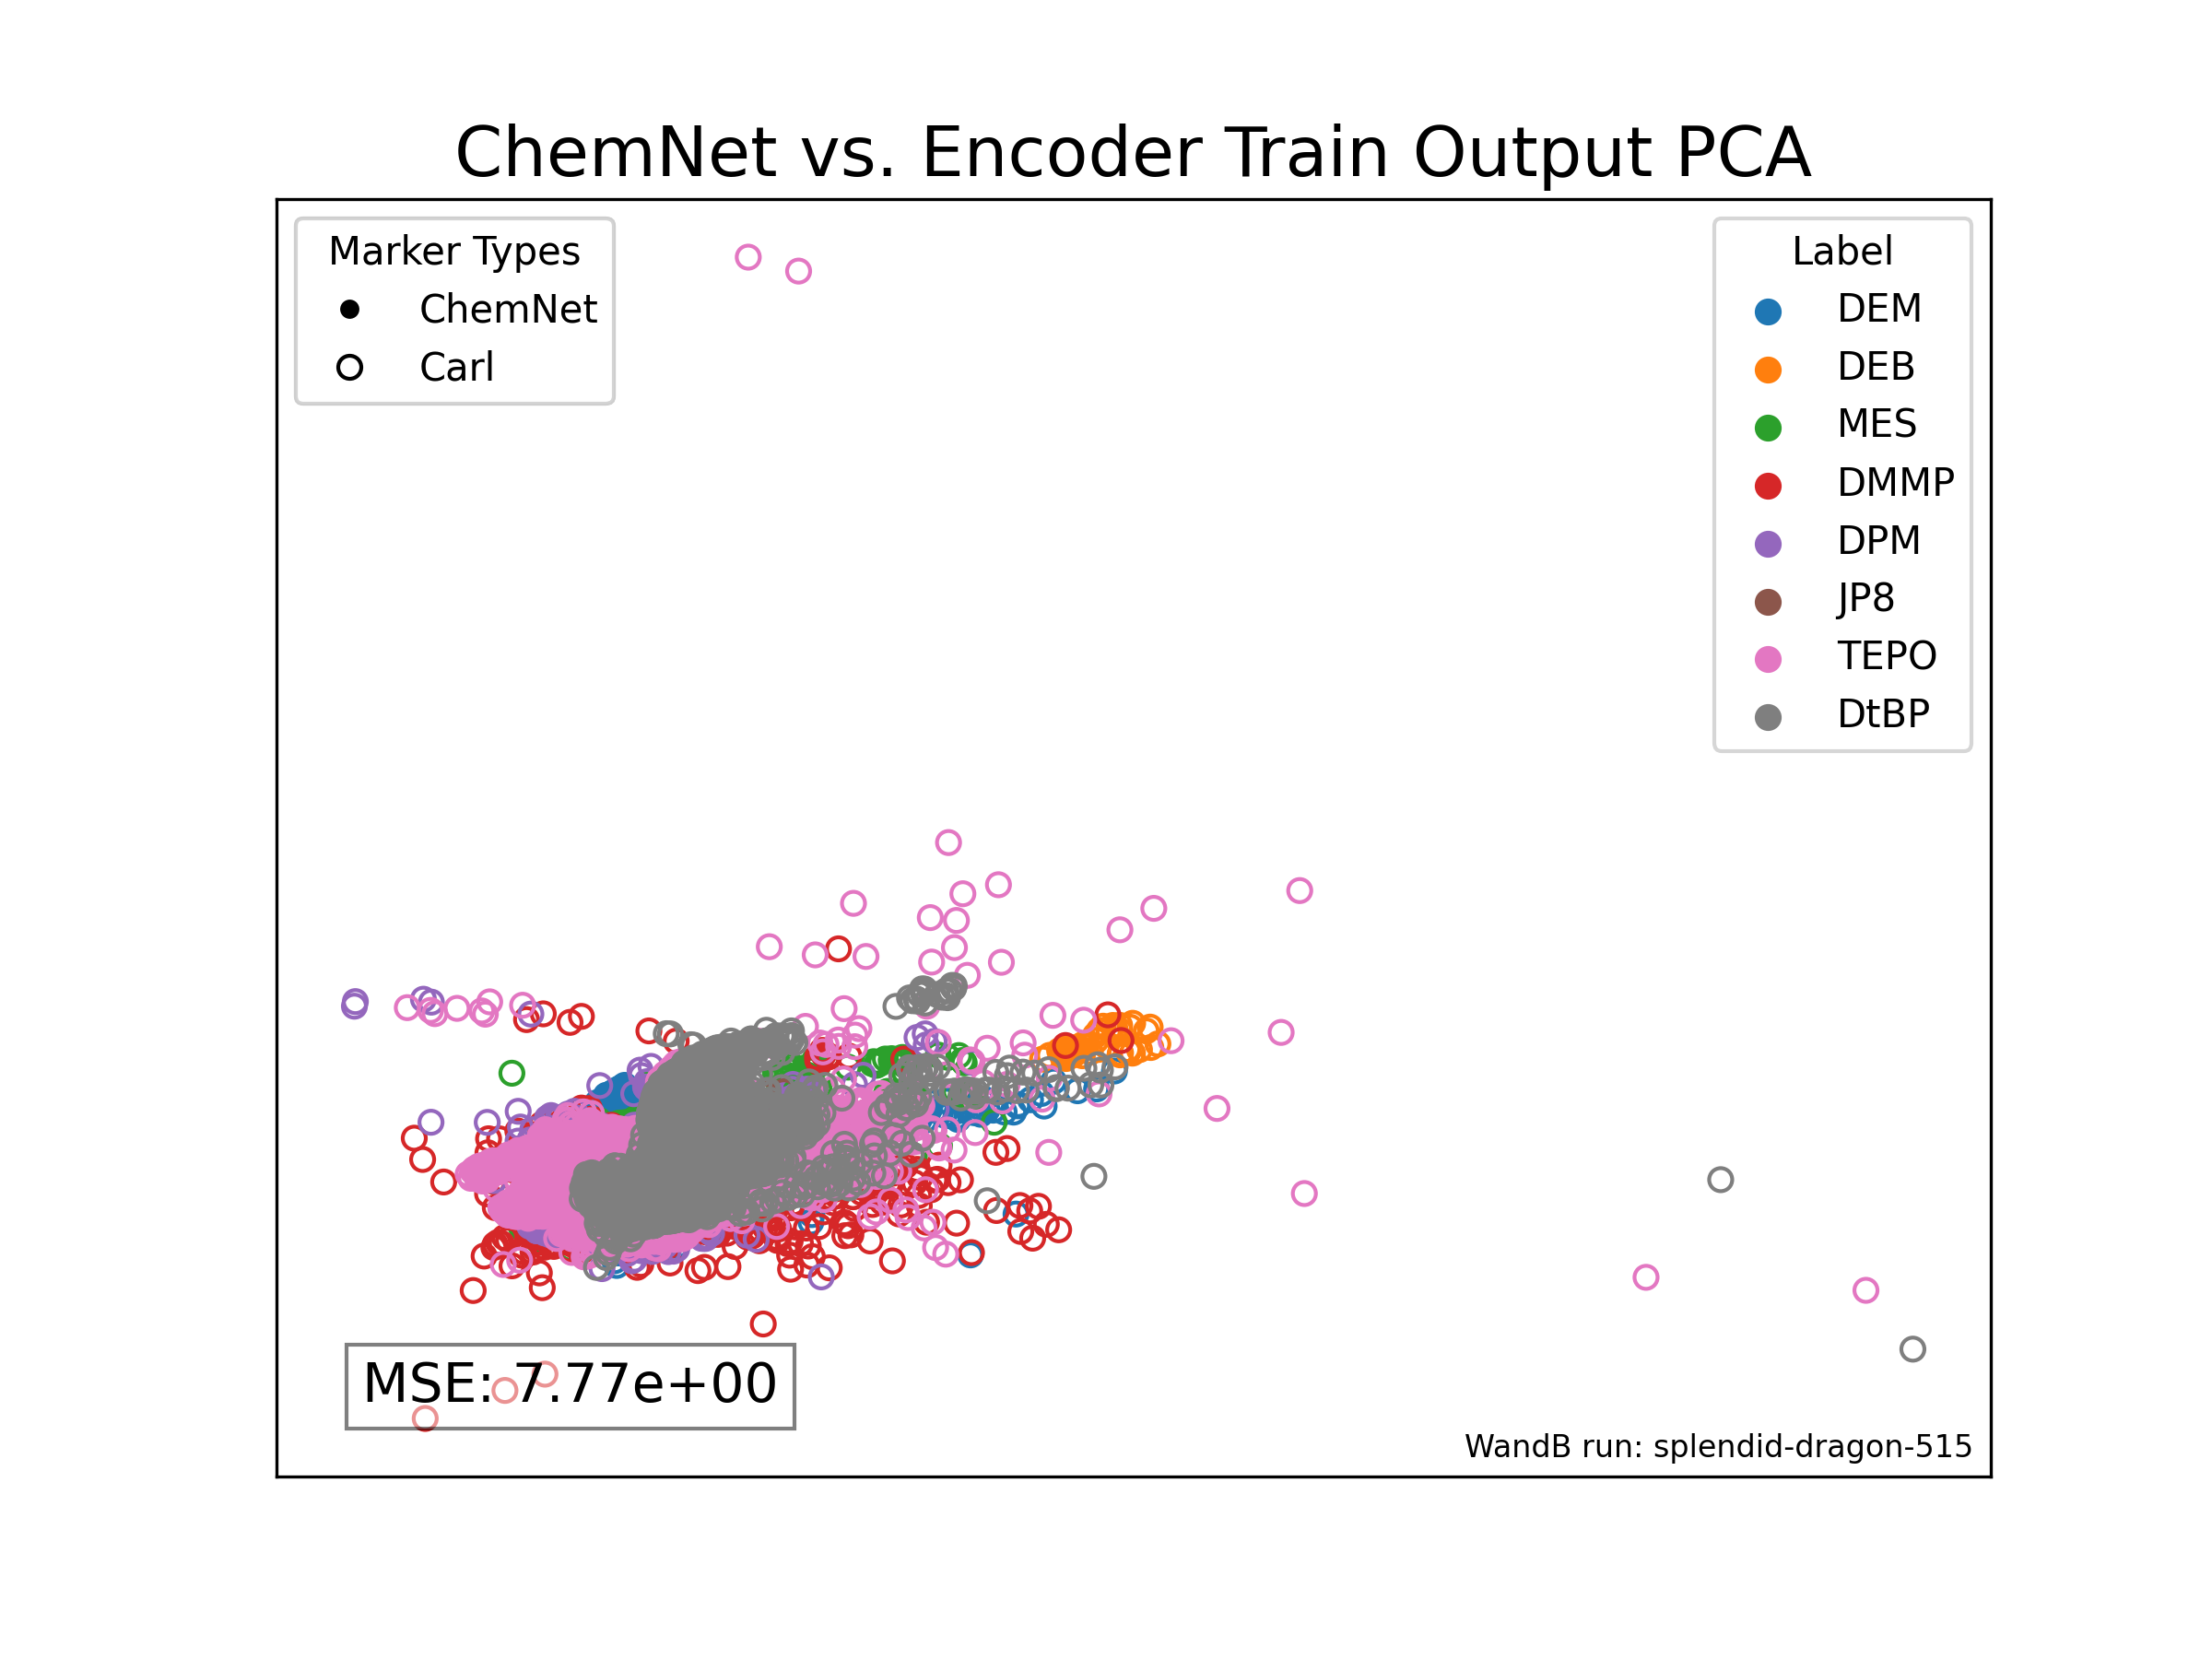 ChemNet vs. Encoder Train Output PCA
Marker Types
ChemNet
Carl
Label
DEM
DEB
MES
DMMP
DPM
JP8
TEPO
DtBP
MSE: 7.77e+00
WandB run: splendid-dragon-515